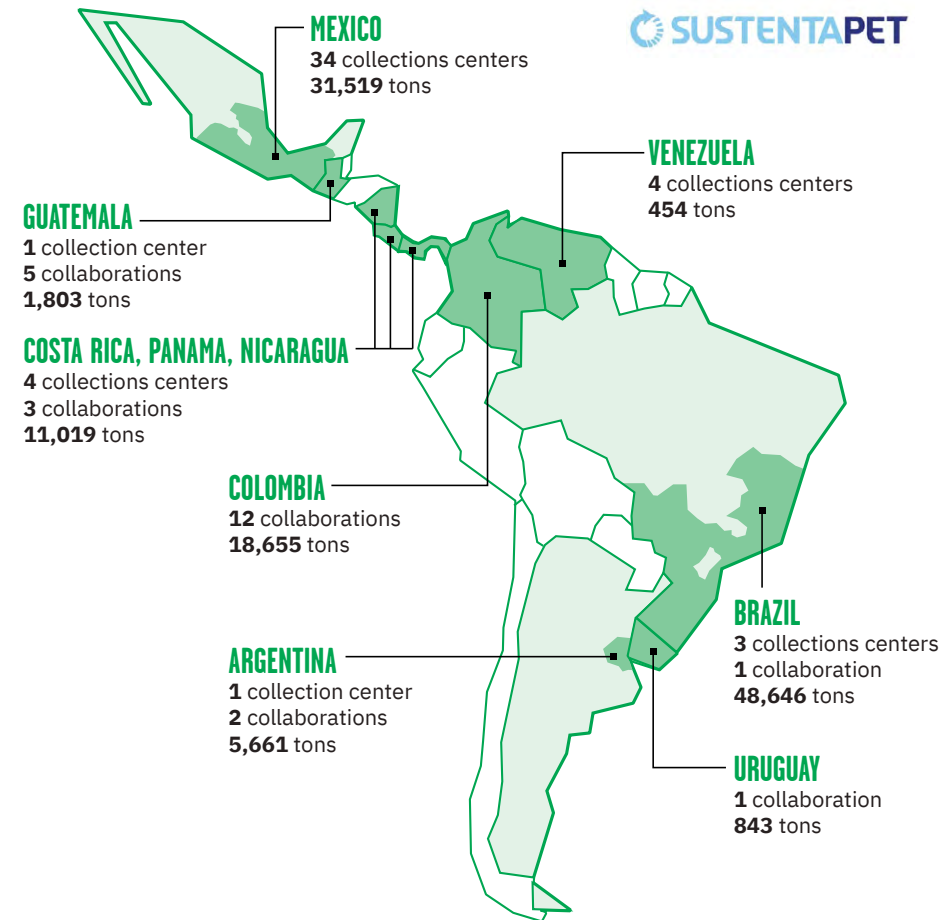 SUSTENTAPET
MEXICO
34 collections centers
31,519 tons
VENEZUELA
4 collections centers
454 tons
GUATEMALA
1 collection center
5 collaborations
1,803 tons
COSTA RICA, PANAMA, NICARAGUA
4 collections centers
3 collaborations
11,019 tons
COLOMBIA
12 collaborations
18,655 tons
BRAZIL
3 collections centers
1 collaboration
48,646 tons
ARGENTINA
1 collection center
2 collaborations
5,661 tons
URUGUAY
1 collaboration
843 tons